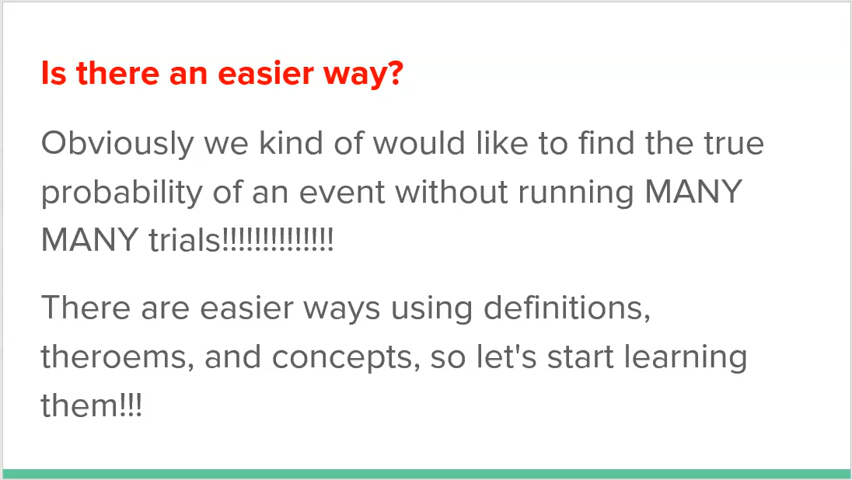 Is there an easier way?
Obviously we kind of would like to find the true
probability of an event without running MANY
MANY trials!!!!!!!!!!!!!!
There are easier ways using definitions,
theroems, and concepts, so let's start learning
them!!!